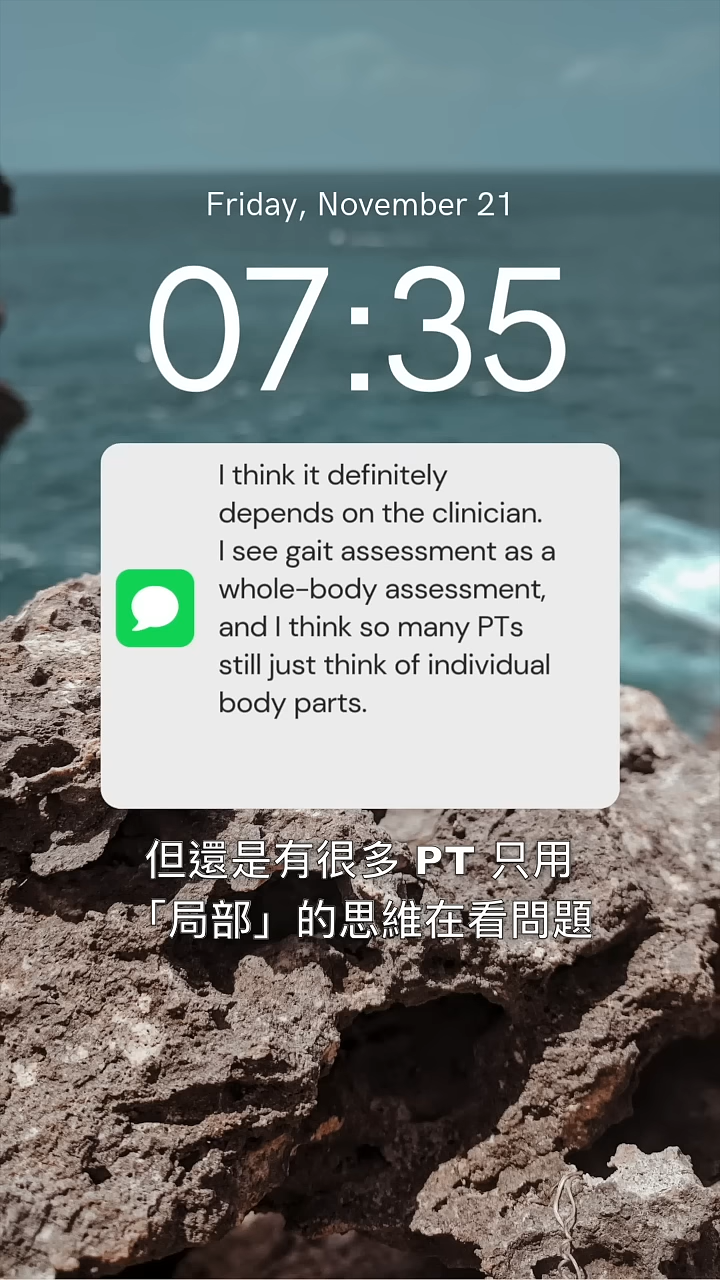 Friday, November 21
07:35
I think it definitely
depends on the clinician.
I see gait assessment as a
whole-body assessment,
and I think so many PTs
still just think of individual
body parts.
但還是有很多 PT 只用
「局部」的思維在看問題